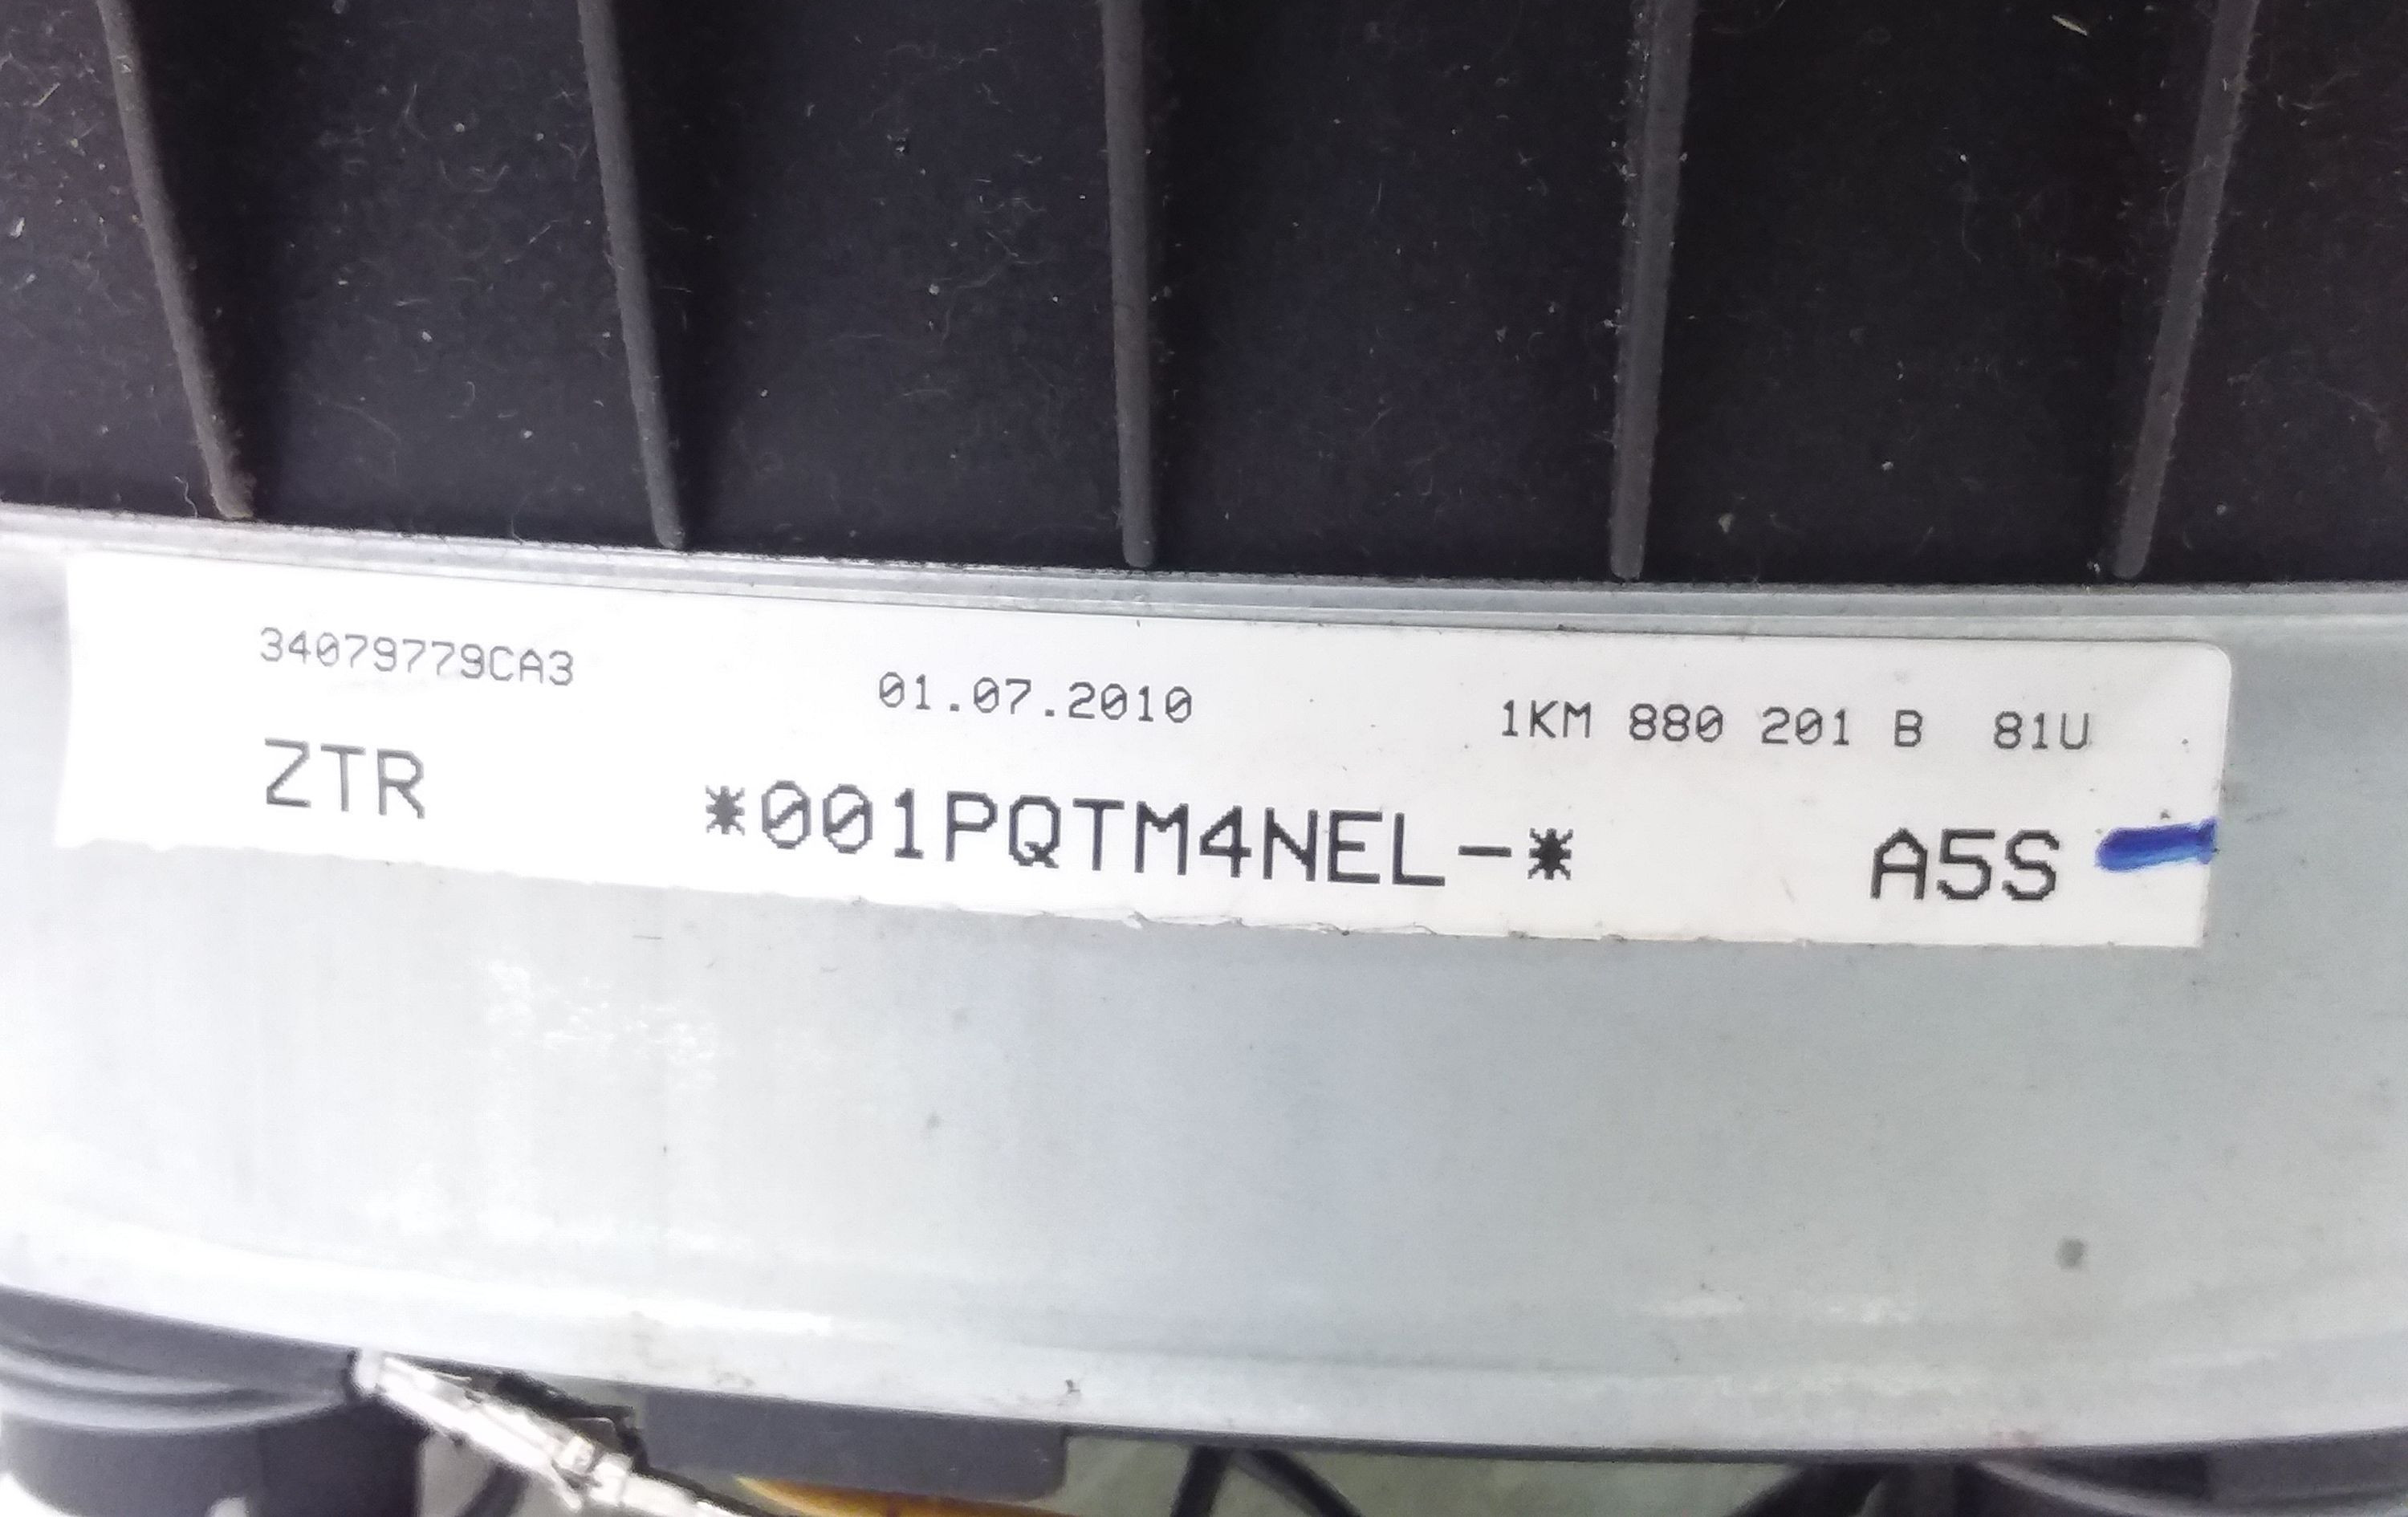 34079779CA3 01.07.2010 1KM 880 201 B 81U
ZTR *001PQTM4NEL-* A5S